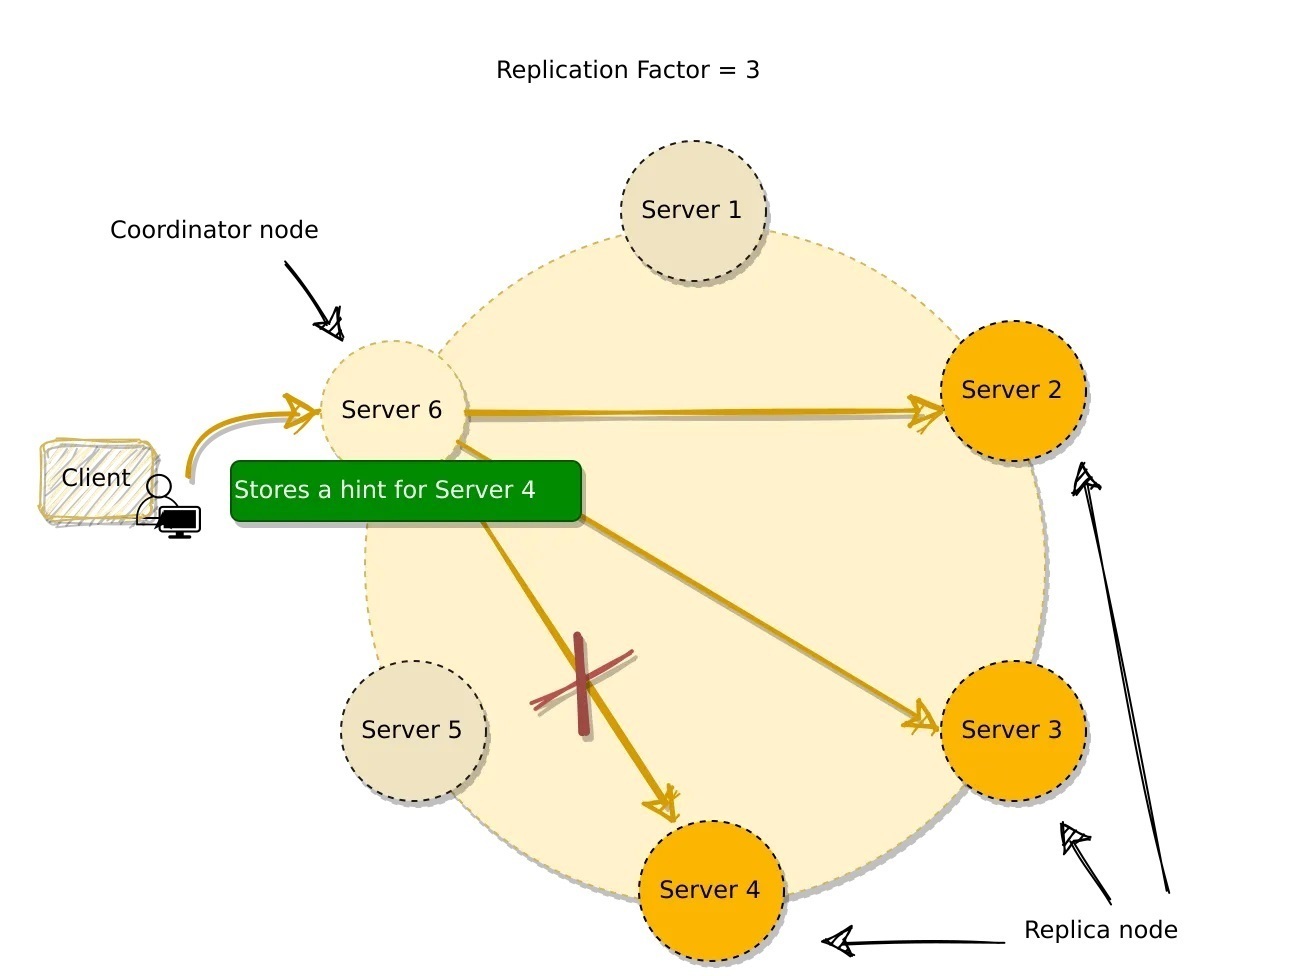 Replication Factor = 3
Server 1
Coordinator node
Server 2
Server 6
Client
Stores a hint for Server 4
Server 5
Server 3
Server 4
Replica node